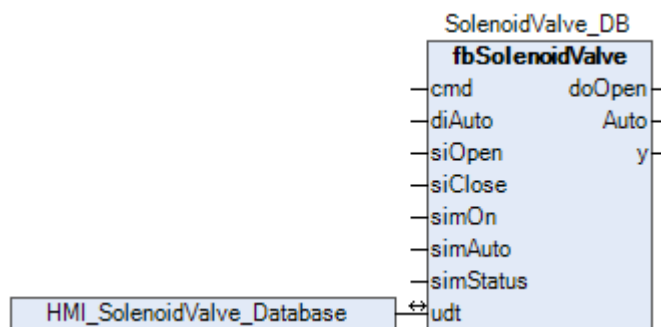 SolenoidValve_DB
fbSolenoidValve
cmd doOpen
diAuto Auto
siOpen y
siClose
simOn
simAuto
simStatus
HMI_SolenoidValve_Database udt